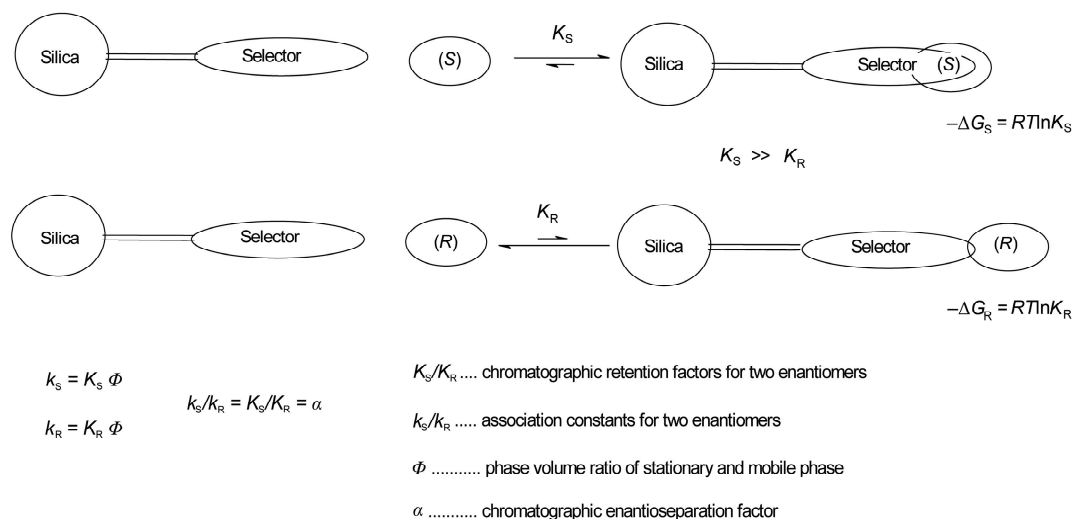 Silica Selector (S) K_S Silica Selector (S)
−ΔG_S = RTlnK_S
K_S >> K_R
Silica Selector (R) K_R Silica Selector (R)
−ΔG_R = RTlnK_R
k_S = K_S Φ
k_S/k_R = K_S/K_R = α
k_R = K_R Φ
K_S/K_R .... chromatographic retention factors for two enantiomers
k_S/k_R ..... association constants for two enantiomers
Φ ........... phase volume ratio of stationary and mobile phase
α ........... chromatographic enantioseparation factor